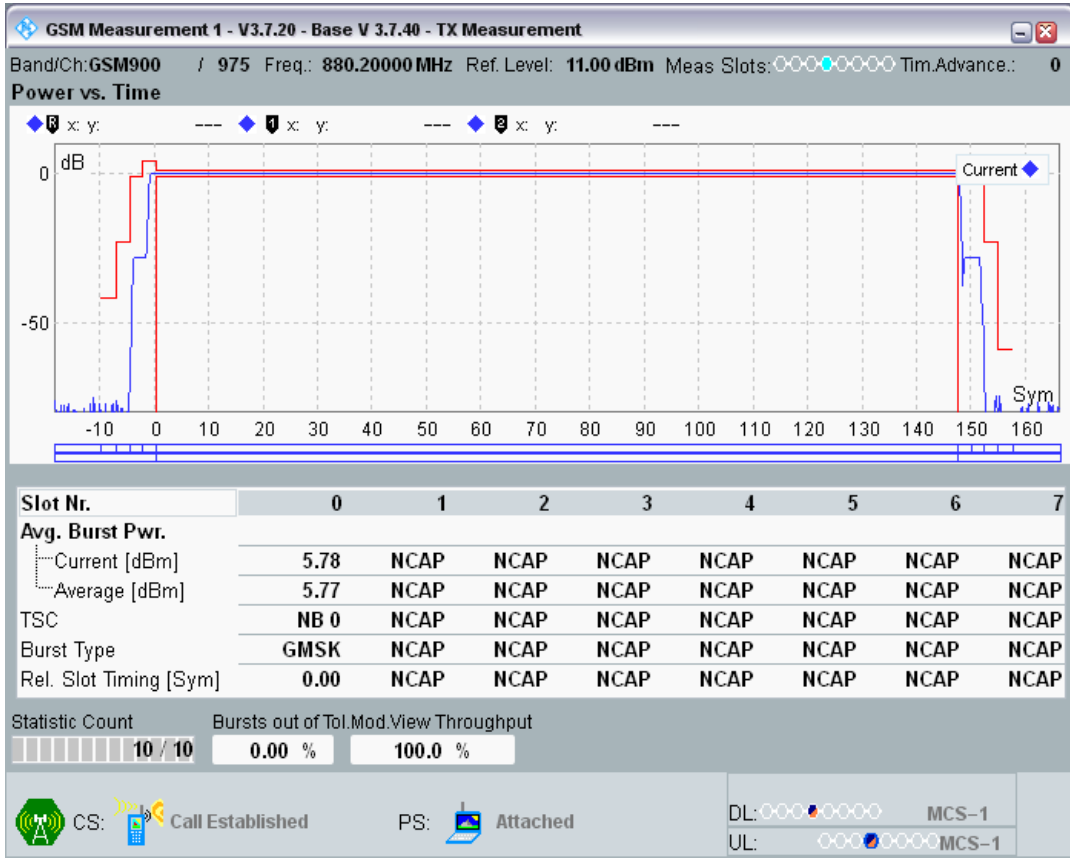 GSM Measurement 1 - V3.7.20 - Base V 3.7.40 - TX Measurement
Band/Ch:GSM900 / 975 Freq.: 880.20000 MHz Ref. Level: 11.00 dBm Meas Slots: Tim.Advance.: 0
Power vs. Time
R x: y: --- 1 x: y: --- 2 x: y: ---
dB
Current
0
-50
Sym
-10 0 10 20 30 40 50 60 70 80 90 100 110 120 130 140 150 160
Slot Nr. 0 1 2 3 4 5 6 7
Avg. Burst Pwr.
Current [dBm] 5.78 NCAP NCAP NCAP NCAP NCAP NCAP NCAP
Average [dBm] 5.77 NCAP NCAP NCAP NCAP NCAP NCAP NCAP
TSC NB 0 NCAP NCAP NCAP NCAP NCAP NCAP NCAP
Burst Type GMSK NCAP NCAP NCAP NCAP NCAP NCAP NCAP
Rel. Slot Timing [Sym] 0.00 NCAP NCAP NCAP NCAP NCAP NCAP NCAP
Statistic Count Bursts out of Tol. Mod.View Throughput
10 / 10 0.00 % 100.0 %
CS: Call Established PS: Attached
DL: MCS-1
UL: MCS-1